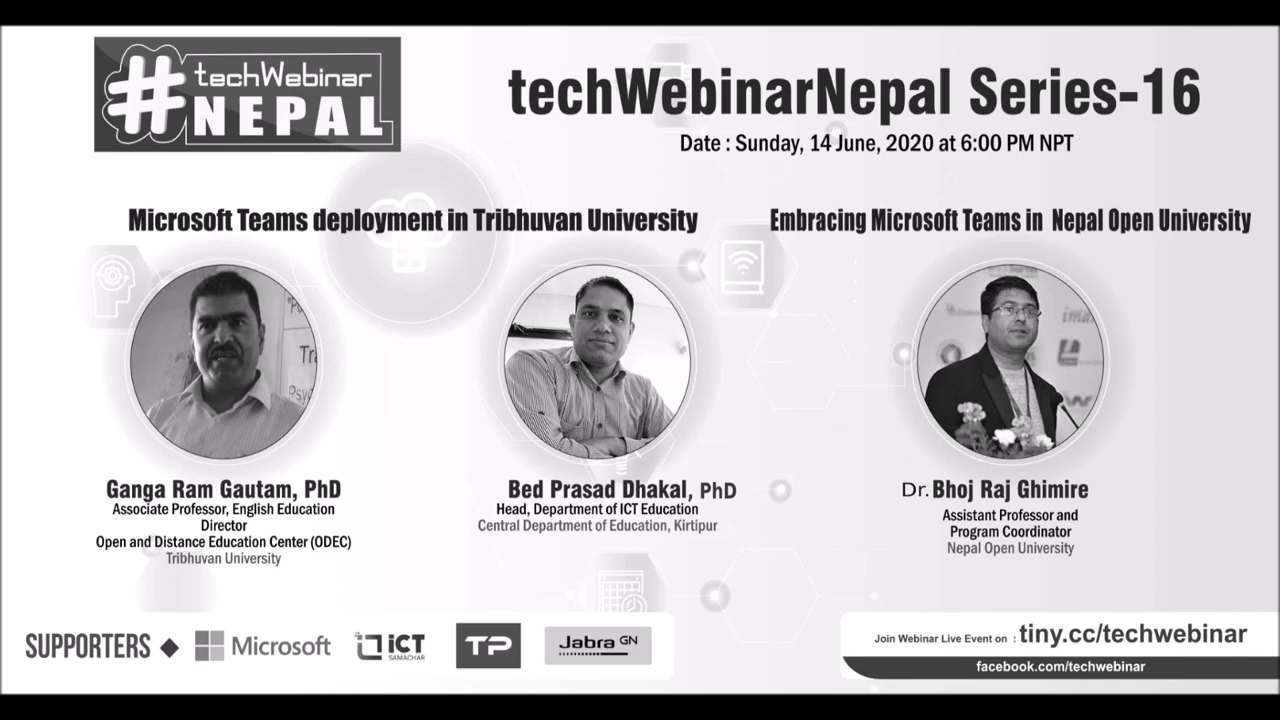 #techWebinar
NEPAL
techWebinarNepal Series-16
Date : Sunday, 14 June, 2020 at 6:00 PM NPT
Microsoft Teams deployment in Tribhuvan University
Embracing Microsoft Teams in Nepal Open University
Ganga Ram Gautam, PhD
Associate Professor, English Education
Director
Open and Distance Education Center (ODEC)
Tribhuvan University
Bed Prasad Dhakal, PhD
Head, Department of ICT Education
Central Department of Education, Kirtipur
Dr. Bhoj Raj Ghimire
Assistant Professor and
Program Coordinator
Nepal Open University
SUPPORTERS
Microsoft
iCT
SAMACHAR
TP
Jabra GN
Join Webinar Live Event on : tiny.cc/techwebinar
facebook.com/techwebinar